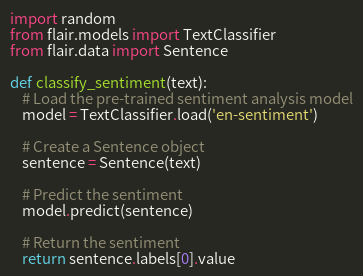 import random
from flair.models import TextClassifier
from flair.data import Sentence

def classify_sentiment(text):
    # Load the pre-trained sentiment analysis model
    model = TextClassifier.load('en-sentiment')

    # Create a Sentence object
    sentence = Sentence(text)

    # Predict the sentiment
    model.predict(sentence)

    # Return the sentiment
    return sentence.labels[0].value